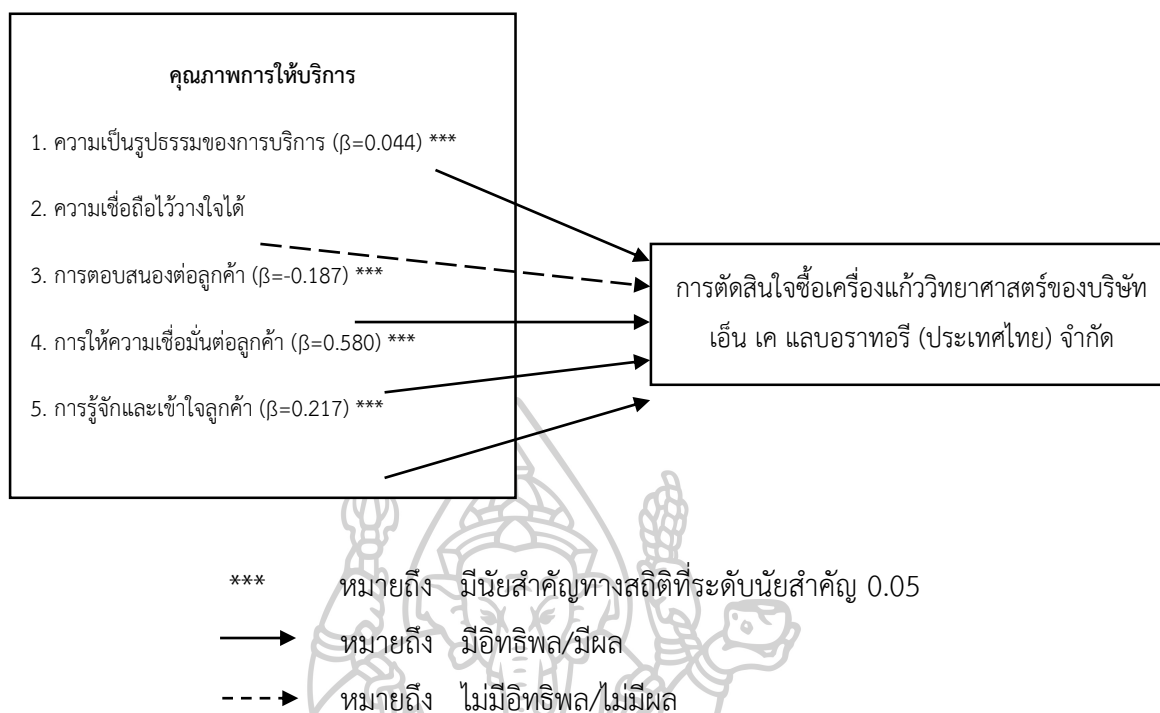 คุณภาพการให้บริการ
1. ความเป็นรูปธรรมของการบริการ (β=0.044) ***
2. ความเชื่อถือไว้วางใจได้
3. การตอบสนองต่อลูกค้า (β=-0.187) ***
4. การให้ความเชื่อมั่นต่อลูกค้า (β=0.580) ***
5. การรู้จักและเข้าใจลูกค้า (β=0.217) ***
การตัดสินใจซื้อเครื่องแก้ววิทยาศาสตร์ของบริษัท
เอ็น เค แลบอราทอรี (ประเทศไทย) จำกัด
*** หมายถึง มีนัยสำคัญทางสถิติที่ระดับนัยสำคัญ 0.05
หมายถึง มีอิทธิพล/มีผล
หมายถึง ไม่มีอิทธิพล/ไม่มีผล